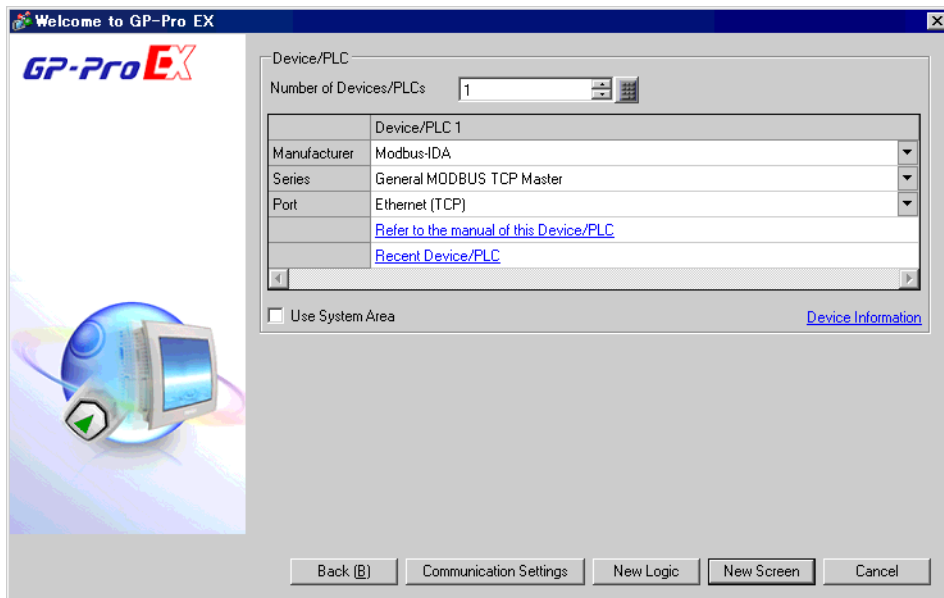 Welcome to GP-Pro EX
GP-Pro EX
Device/PLC
Number of Devices/PLCs 1
Device/PLC 1
Manufacturer Modbus-IDA
Series General MODBUS TCP Master
Port Ethernet (TCP)
Refer to the manual of this Device/PLC
Recent Device/PLC
Use System Area Device Information
Back (B) Communication Settings New Logic New Screen Cancel